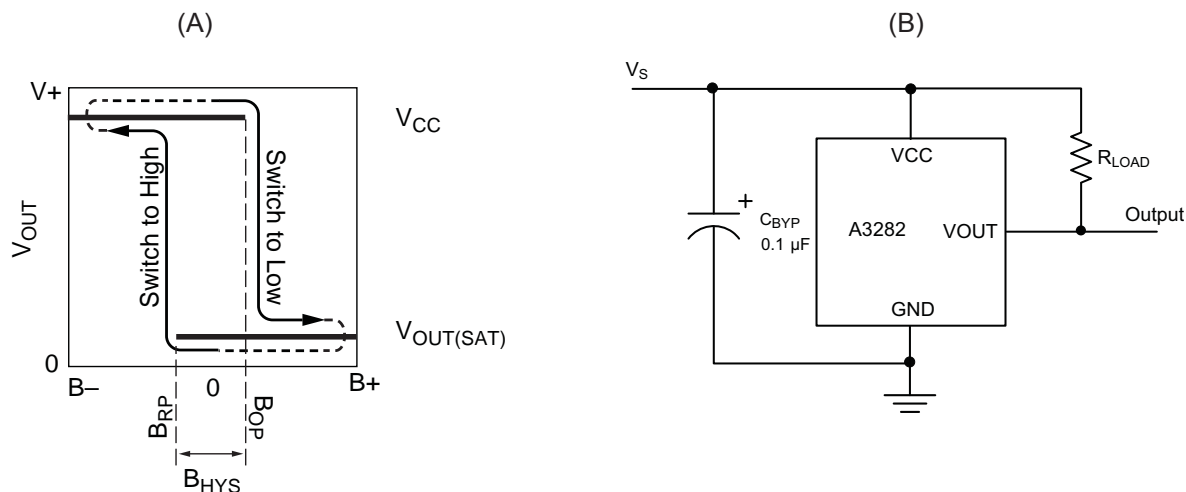 (A)
V+
VCC
VOUT
Switch to High
Switch to Low
VOUT(SAT)
0
B–
0
B+
BRP
BOP
BHYS
(B)
VS
VCC
RLOAD
+
CBYP
0.1 µF
A3282
VOUT
Output
GND